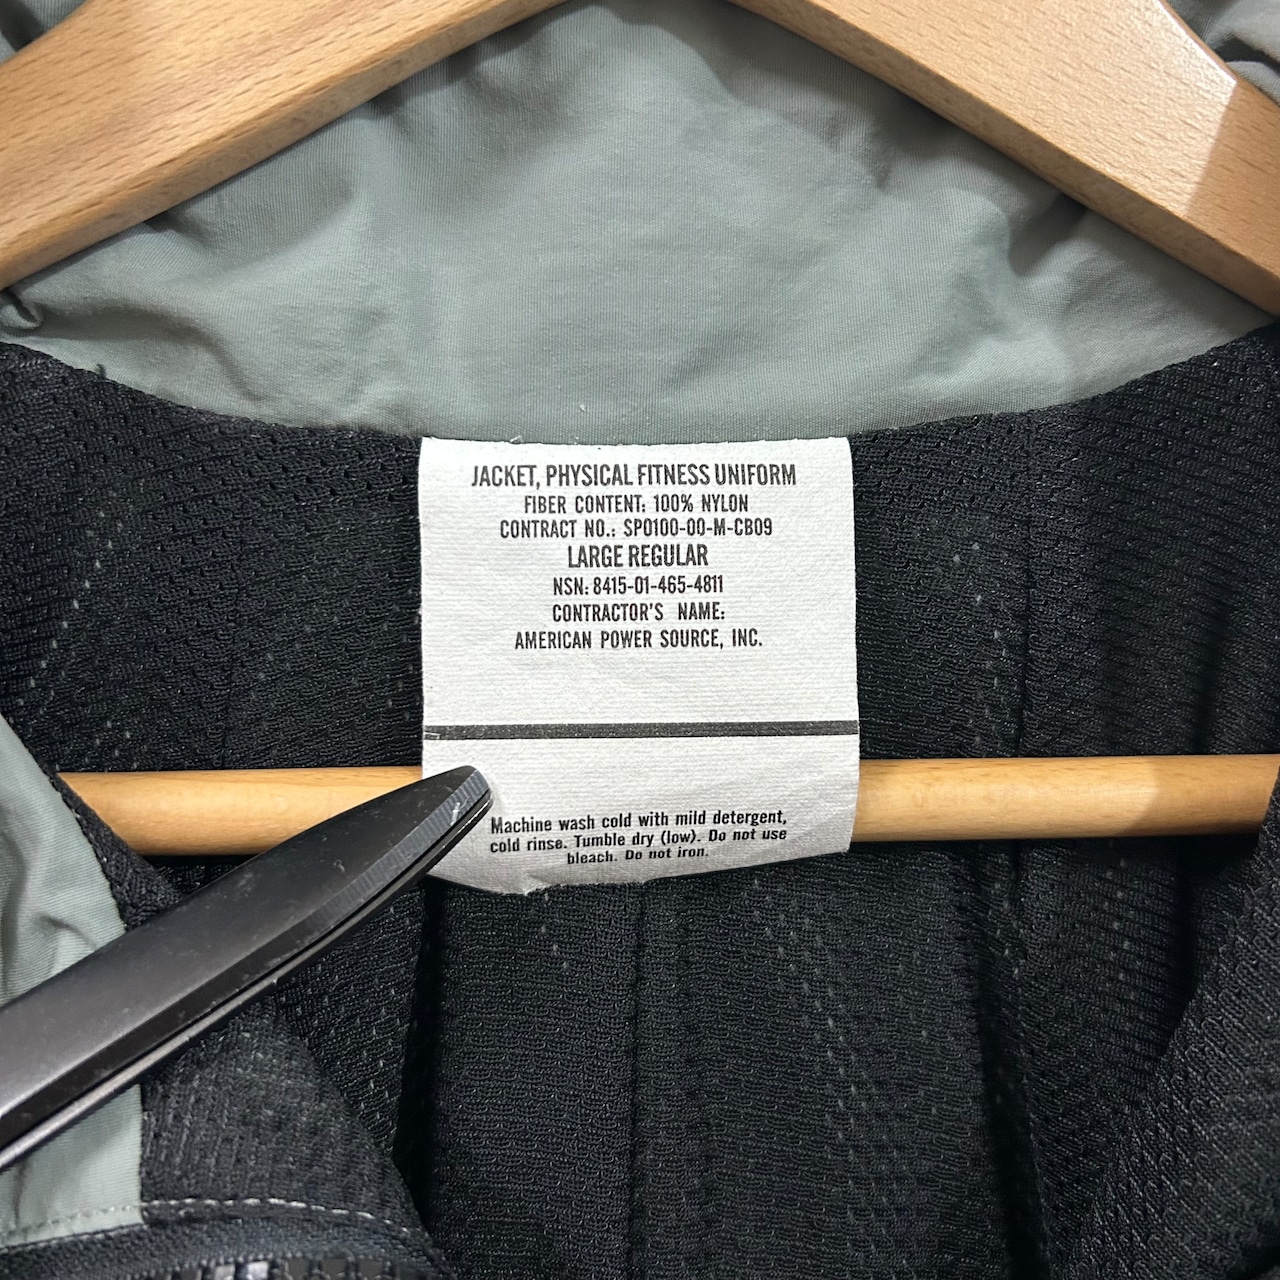 JACKET, PHYSICAL FITNESS UNIFORM
FIBER CONTENT: 100% NYLON
CONTRACT NO.: SP0100-00-M-CB09
LARGE REGULAR
NSN: 8415-01-465-4811
CONTRACTOR'S NAME:
AMERICAN POWER SOURCE, INC.
Machine wash cold with mild detergent,
cold rinse. Tumble dry (low). Do not use
bleach. Do not iron.